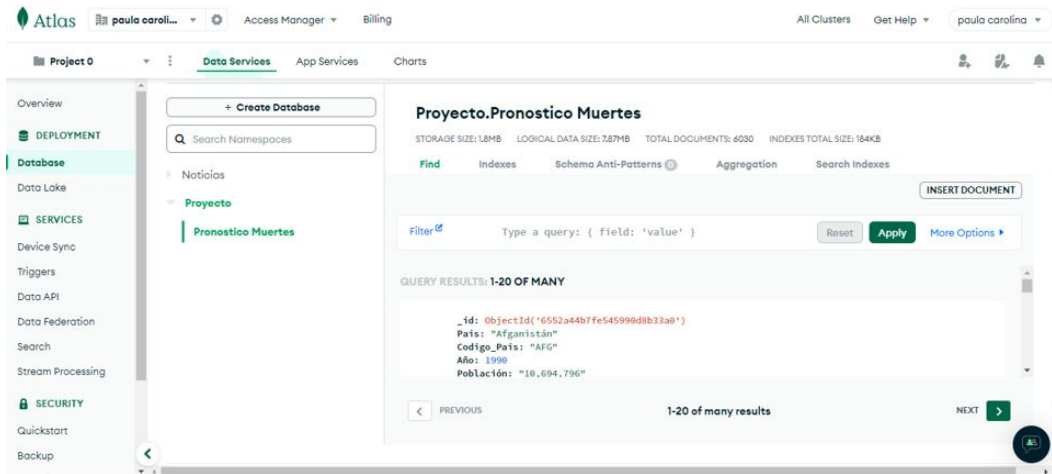 Atlas
paula caroli...
Access Manager
Billing
All Clusters
Get Help
paula carolina
Project 0
Data Services
App Services
Charts
Overview
DEPLOYMENT
Database
Data Lake
SERVICES
Device Sync
Triggers
Data API
Data Federation
Search
Stream Processing
SECURITY
Quickstart
Backup
+ Create Database
Search Namespaces
Noticias
Proyecto
Pronostico Muertes
Proyecto.Pronostico Muertes
STORAGE SIZE: 1.8MB LOGICAL DATA SIZE: 7.87MB TOTAL DOCUMENTS: 6030 INDEXES TOTAL SIZE: 184KB
Find Indexes Schema Anti-Patterns 0 Aggregation Search Indexes
INSERT DOCUMENT
Filter Type a query: { field: 'value' } Reset Apply More Options
QUERY RESULTS: 1-20 OF MANY
_id: ObjectId('6552a44b7fe545990d8b33a0')
Pais: "Afganistán"
Codigo_Pais: "AFG"
Año: 1990
Población: "10,694,796"
PREVIOUS 1-20 of many results NEXT